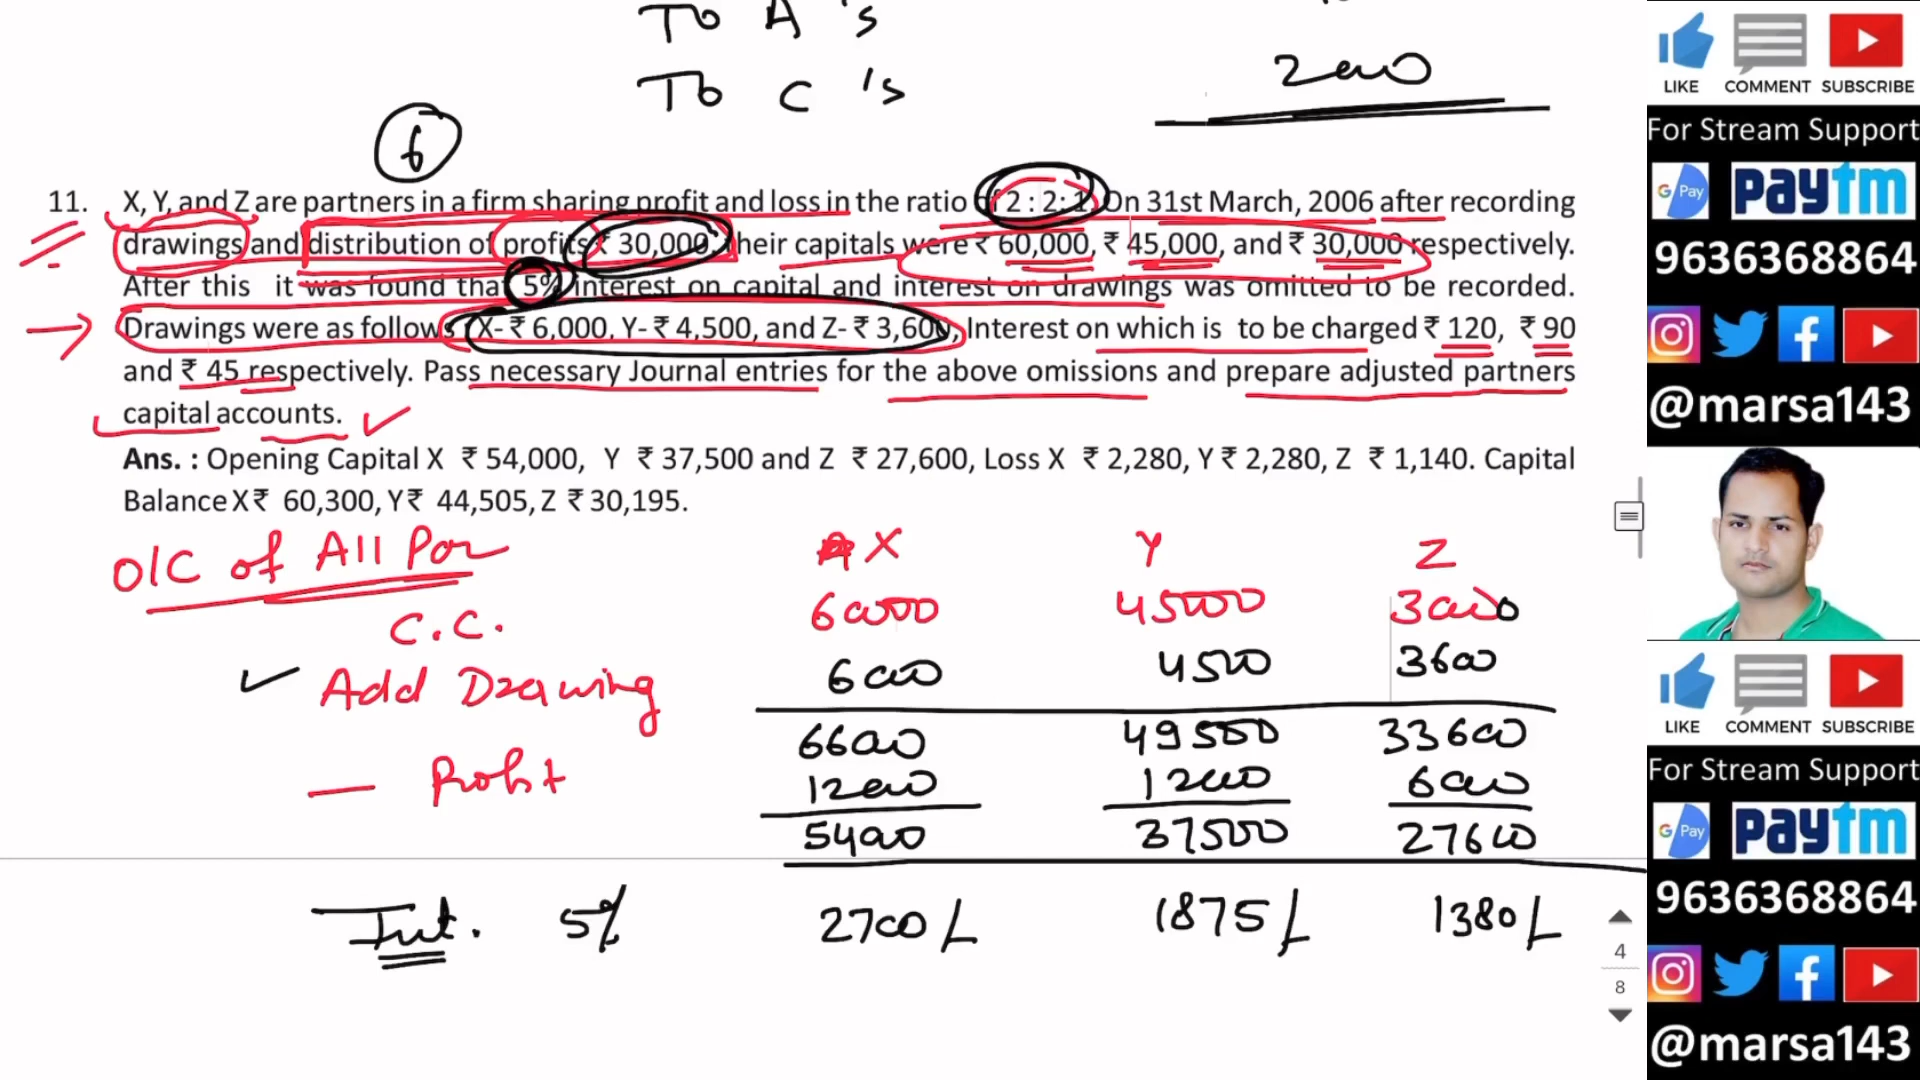 To A's
To C's
2000
6
11. X, Y, and Z are partners in a firm sharing profit and loss in the ratio of 2 : 2: 1. On 31st March, 2006 after recording
drawings and distribution of profits ₹ 30,000, their capitals were ₹ 60,000, ₹ 45,000, and ₹ 30,000 respectively.
After this it was found that 5% interest on capital and interest on drawings was omitted to be recorded.
Drawings were as follows (X- ₹ 6,000, Y- ₹ 4,500, and Z- ₹ 3,600, Interest on which is to be charged ₹ 120, ₹ 90
and ₹ 45 respectively. Pass necessary Journal entries for the above omissions and prepare adjusted partners
capital accounts.
Ans. : Opening Capital X ₹ 54,000, Y ₹ 37,500 and Z ₹ 27,600, Loss X ₹ 2,280, Y ₹ 2,280, Z ₹ 1,140. Capital
Balance X ₹ 60,300, Y ₹ 44,505, Z ₹ 30,195.
O/C of All Par
X Y Z
C.C. 60000 45000 30000
Add Drawing 6000 4500 3600
66000 49500 33600
— Profit 12000 12000 6000
54000 37500 27600
Int. 5% 2700 1875 1380
4
8
LIKE COMMENT SUBSCRIBE
For Stream Support
G Pay paytm
9636368864
@marsa143
LIKE COMMENT SUBSCRIBE
For Stream Support
G Pay paytm
9636368864
@marsa143